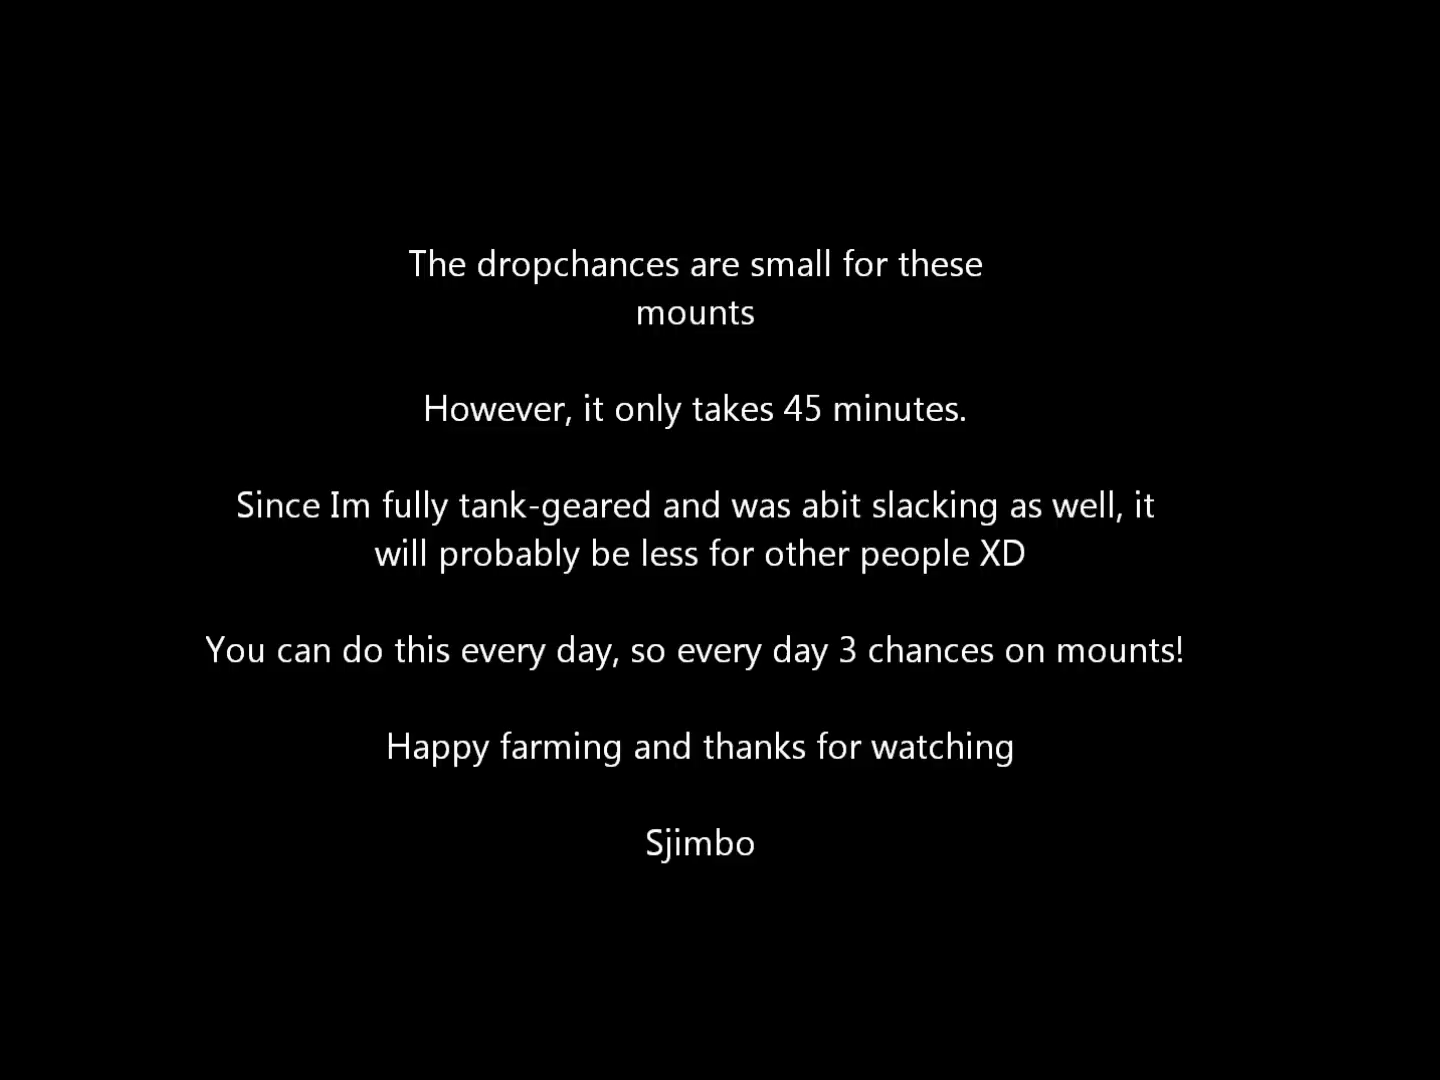 The dropchances are small for these
mounts
However, it only takes 45 minutes.
Since Im fully tank-geared and was abit slacking as well, it
will probably be less for other people XD
You can do this every day, so every day 3 chances on mounts!
Happy farming and thanks for watching
Sjimbo